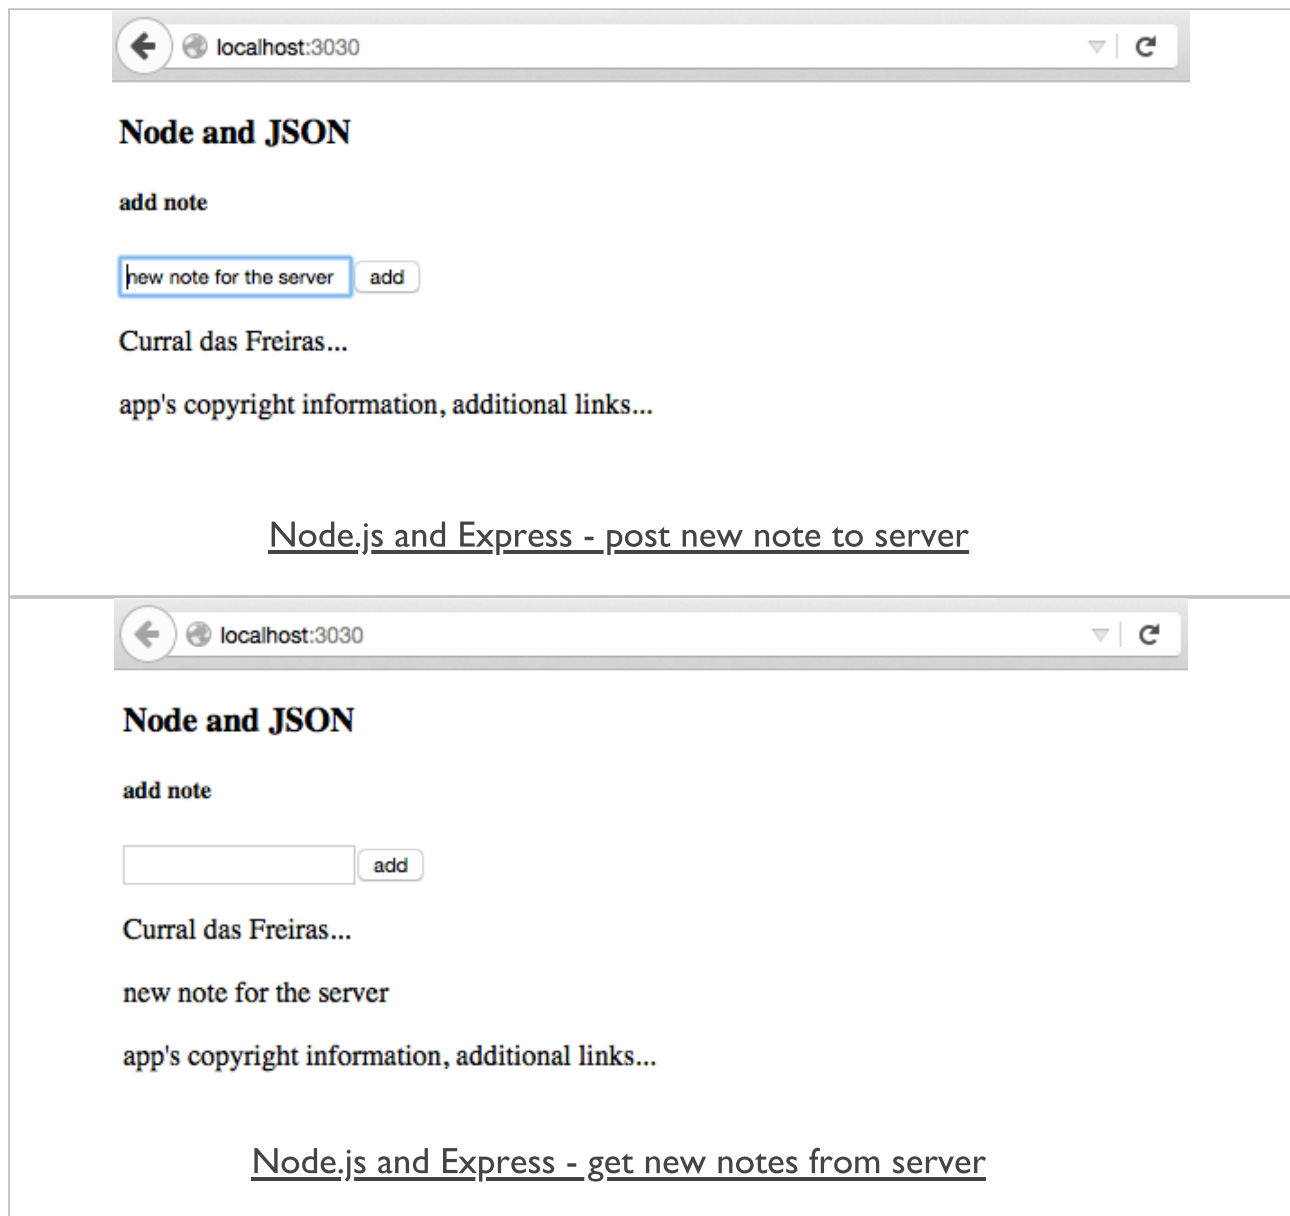 localhost:3030
Node and JSON
add note
new note for the server add
Curral das Freiras...
app's copyright information, additional links...
Node.js and Express - post new note to server
localhost:3030
Node and JSON
add note
add
Curral das Freiras...
new note for the server
app's copyright information, additional links...
Node.js and Express - get new notes from server